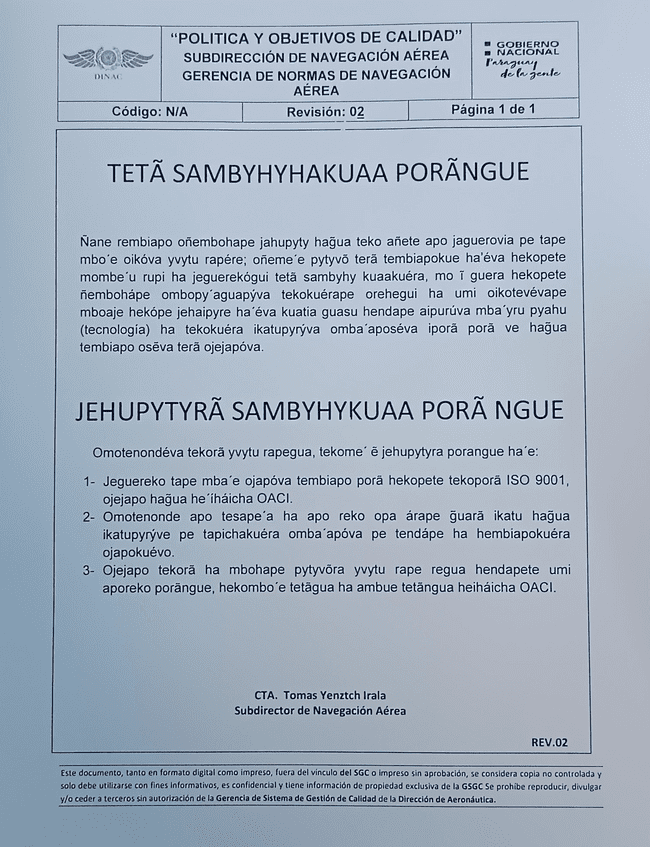 DINAC
“POLITICA Y OBJETIVOS DE CALIDAD”
SUBDIRECCIÓN DE NAVEGACIÓN AÉREA
GERENCIA DE NORMAS DE NAVEGACIÓN
AÉREA
GOBIERNO
NACIONAL
Paraguay
de la gente
Código: N/A
Revisión: 02
Página 1 de 1
TETÃ SAMBYHYHAKUAA PORÃNGUE
Ñane rembiapo oñembohape jahupyty hag̃ua teko añete apo jaguerovia pe tape
mbo´e oikóva yvytu rapére; oñeme´e pytyvõ terã tembiapokue ha’éva hekopete
mombe´u rupi ha jeguerekógui tetã sambyhy kuaakuéra, mo ĩ guera hekopete
ñembohápe ombopy´aguapýva tekokuérape orehegui ha umi oikotevévape
mboaje hekópe jehaipyre ha´éva kuatia guasu hendape aipurúva mba´yru pyahu
(tecnología) ha tekokuéra ikatupyrýva omba´aposéva iporã porã ve hag̃ua
tembiapo osẽva terã ojejapóva.
JEHUPYTYRÃ SAMBYHYKUAA PORÃ NGUE
Omotenondéva tekorã yvytu rapegua, tekome´ ẽ jehupytyra porangue ha´e:
1- Jeguereko tape mba´e ojapóva tembiapo porã hekopete tekoporã ISO 9001,
ojejapo hag̃ua he´íháicha OACI.
2- Omotenonde apo tesape´a ha apo reko opa árape g̃uarã ikatu hag̃ua
ikatupyrýve pe tapichakuéra omba´apóva pe tendápe ha hembiapokuéra
ojapokuévo.
3- Ojejapo tekorã ha mbohape pytyvõra yvytu rape regua hendapete umi
aporeko porãngue, hekombo´e tetãgua ha ambue tetãngua heiháicha OACI.
CTA. Tomas Yenztch Irala
Subdirector de Navegación Aérea
REV.02
Este documento, tanto en formato digital como impreso, fuera del vinculo del SGC o impreso sin aprobación, se considera copia no controlada y
solo debe utilizarse con fines informativos, es confidencial y tiene información de propiedad exclusiva de la GSGC Se prohíbe reproducir, divulgar
y/o ceder a terceros sin autorización de la Gerencia de Sistema de Gestión de Calidad de la Dirección de Aeronáutica.